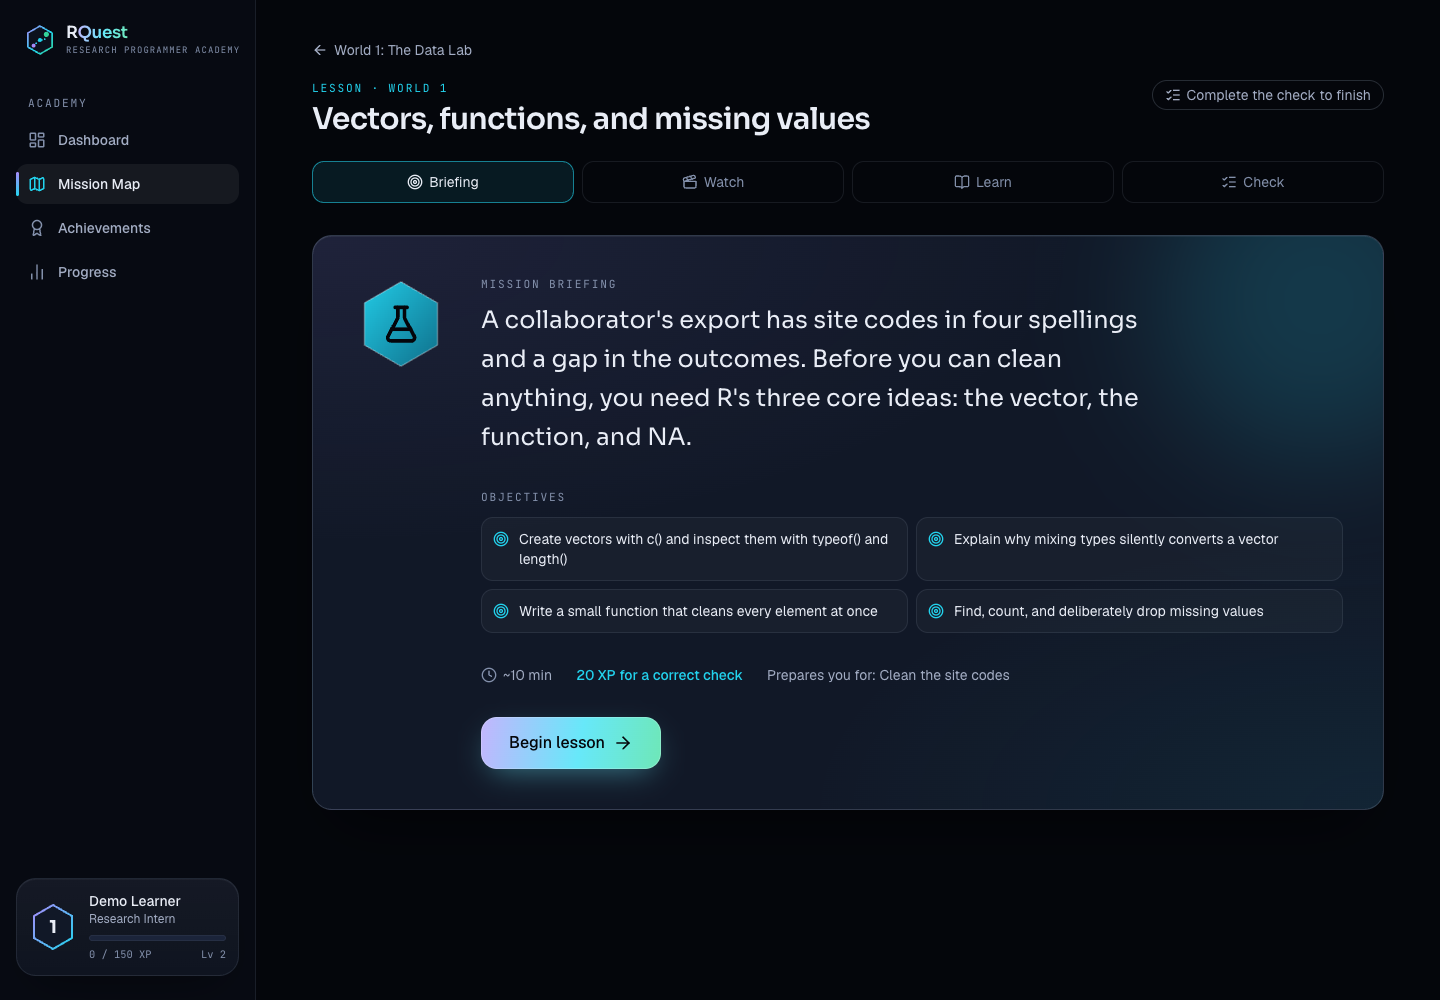 RQuest
RESEARCH PROGRAMMER ACADEMY
ACADEMY
Dashboard
Mission Map
Achievements
Progress
1
Demo Learner
Research Intern
0 / 150 XP
Lv 2
World 1: The Data Lab
LESSON · WORLD 1
Vectors, functions, and missing values
Complete the check to finish
Briefing
Watch
Learn
Check
MISSION BRIEFING
A collaborator's export has site codes in four spellings
and a gap in the outcomes. Before you can clean
anything, you need R's three core ideas: the vector, the
function, and NA.
OBJECTIVES
Create vectors with c() and inspect them with typeof() and
length()
Explain why mixing types silently converts a vector
Write a small function that cleans every element at once
Find, count, and deliberately drop missing values
~10 min
20 XP for a correct check
Prepares you for: Clean the site codes
Begin lesson